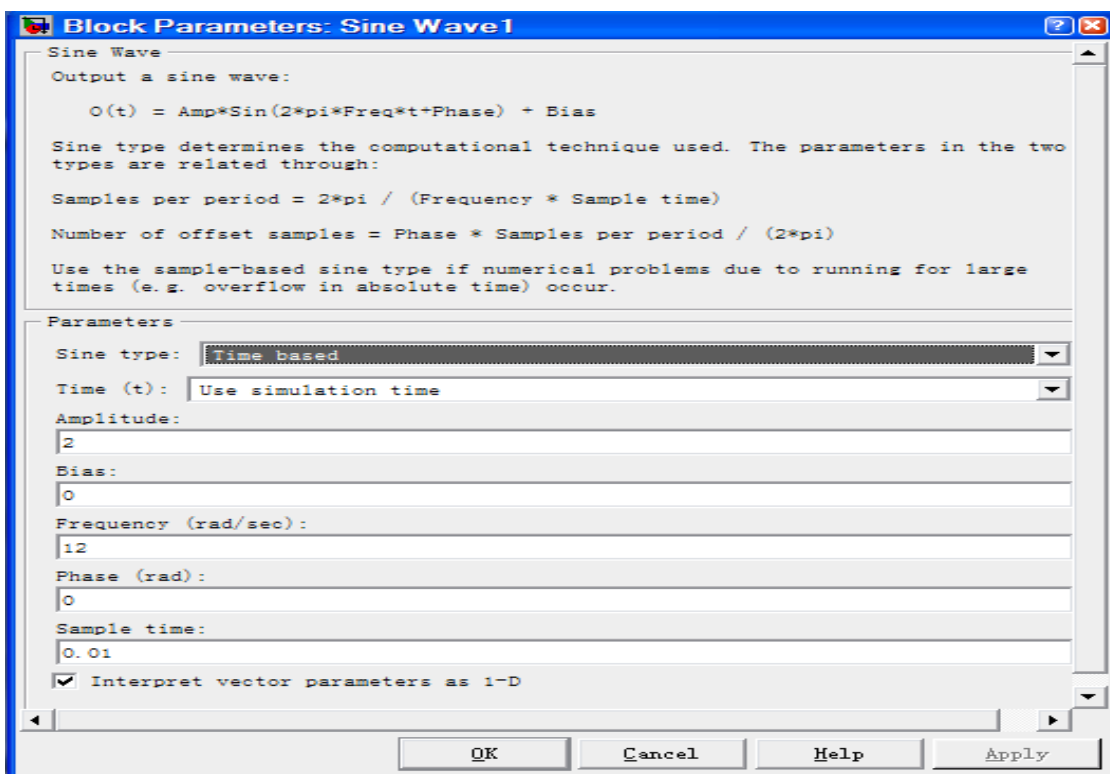 Block Parameters: Sine Wave1
Sine Wave
Output a sine wave:
O(t) = Amp*Sin(2*pi*Freq*t+Phase) + Bias
Sine type determines the computational technique used. The parameters in the two
types are related through:
Samples per period = 2*pi / (Frequency * Sample time)
Number of offset samples = Phase * Samples per period / (2*pi)
Use the sample-based sine type if numerical problems due to running for large
times (e.g. overflow in absolute time) occur.
Parameters
Sine type: Time based
Time (t): Use simulation time
Amplitude:
2
Bias:
0
Frequency (rad/sec):
12
Phase (rad):
0
Sample time:
0.01
Interpret vector parameters as 1-D
OK Cancel Help Apply